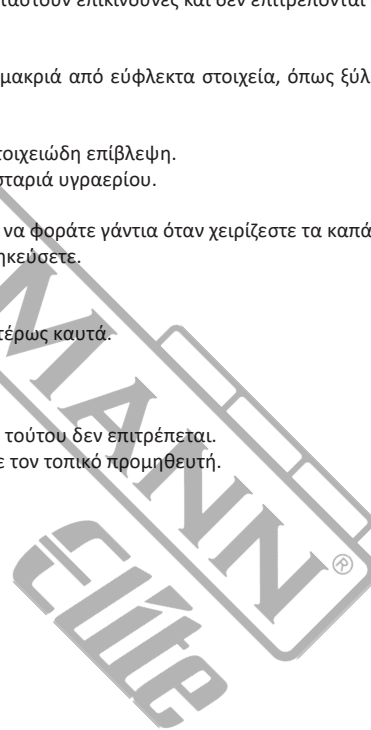 επικίνδυνες και δεν επιτρέπονται
μακριά από εύφλεκτα στοιχεία, όπως ξύλ
τοιχειώδη επίβλεψη.
σταριά υγραερίου.
να φοράτε γάντια όταν χειρίζεστε τα καπά
ηκεύσετε.
τέρως καυτά.
τούτου δεν επιτρέπεται.
ε τον τοπικό προμηθευτή.
MANN®
Elite